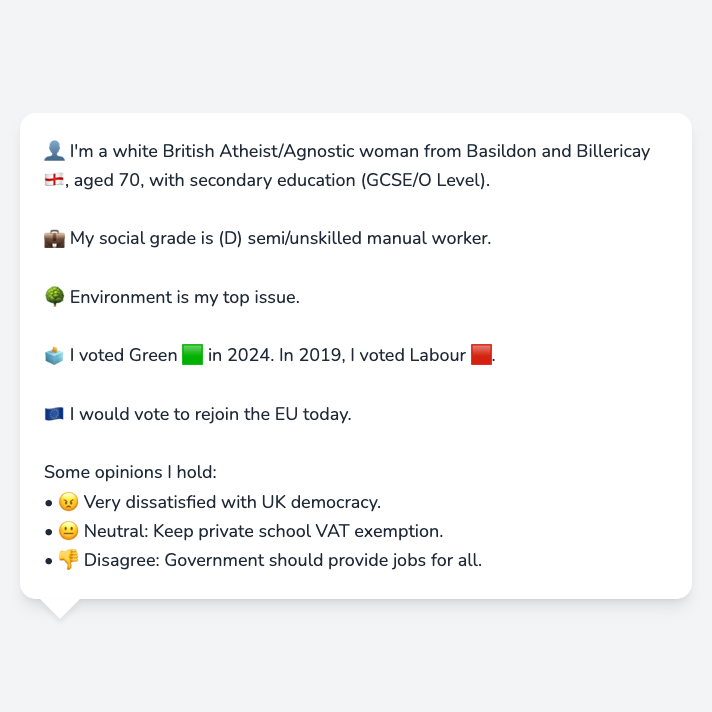 👤 I'm a white British Atheist/Agnostic woman from Basildon and Billericay
🏴󠁧󠁢󠁥󠁮󠁧󠁿, aged 70, with secondary education (GCSE/O Level).
💼 My social grade is (D) semi/unskilled manual worker.
🌳 Environment is my top issue.
🗳️ I voted Green 🟩 in 2024. In 2019, I voted Labour 🟥.
🇪🇺 I would vote to rejoin the EU today.
Some opinions I hold:
• 😠 Very dissatisfied with UK democracy.
• 😐 Neutral: Keep private school VAT exemption.
• 👎 Disagree: Government should provide jobs for all.